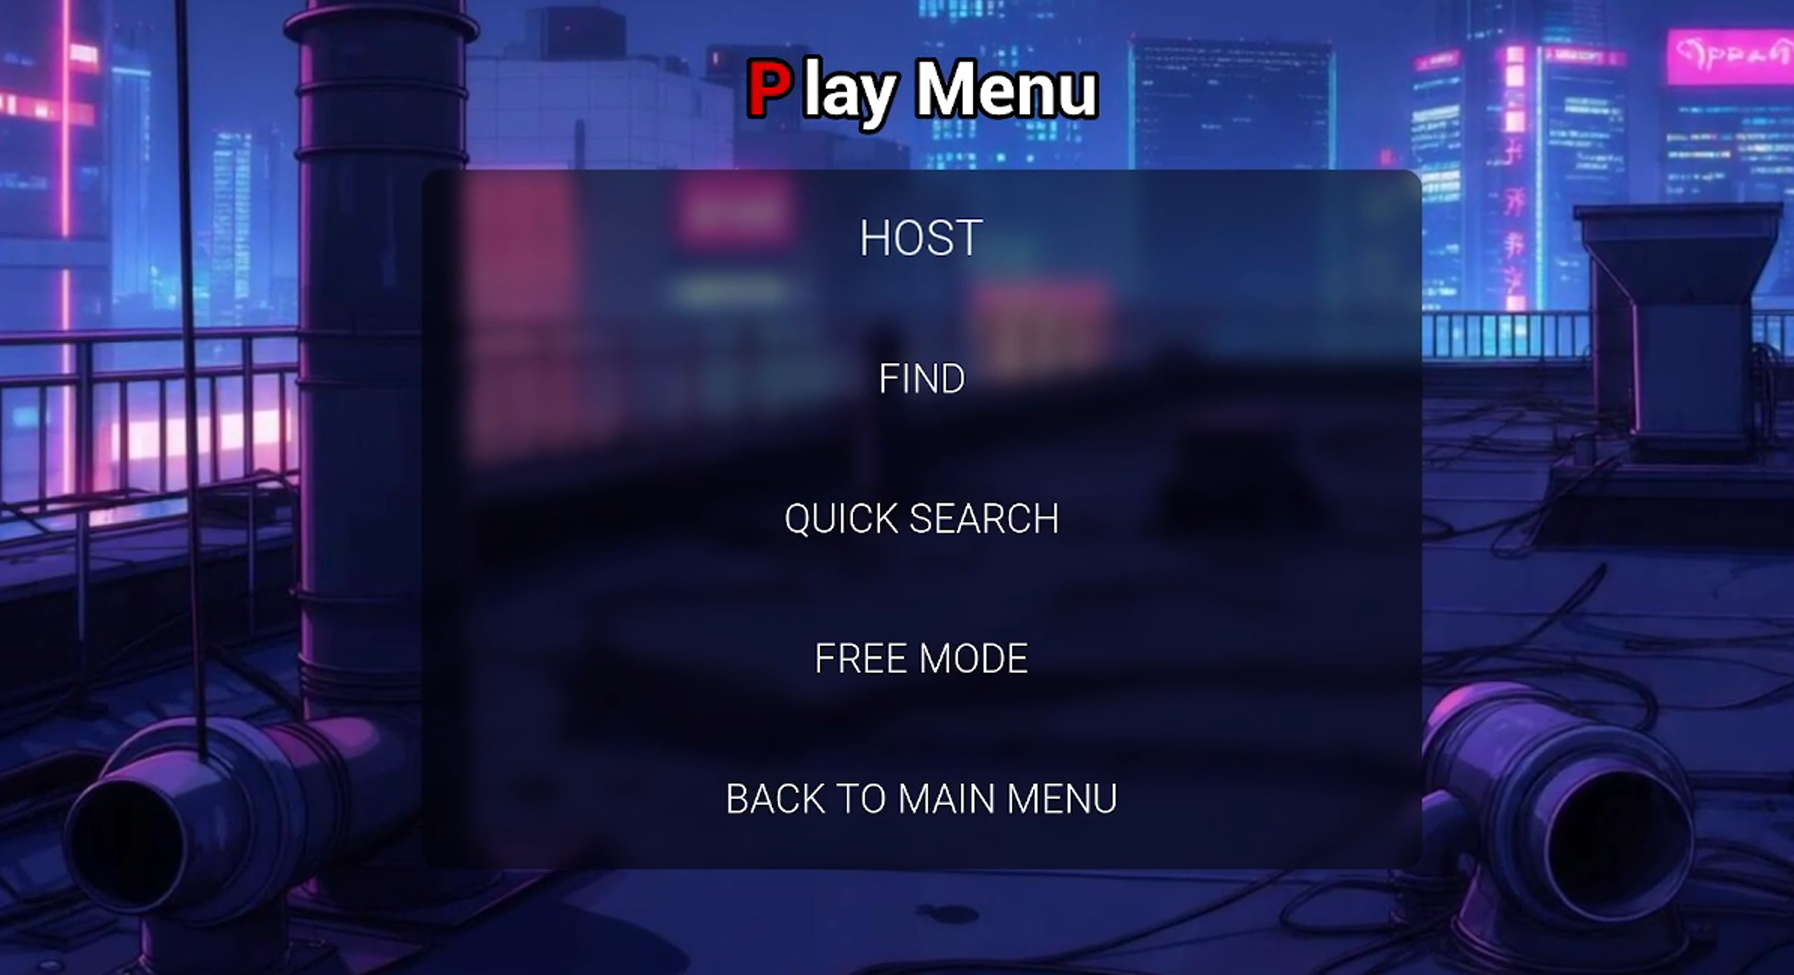 Play Menu
HOST
FIND
QUICK SEARCH
FREE MODE
BACK TO MAIN MENU